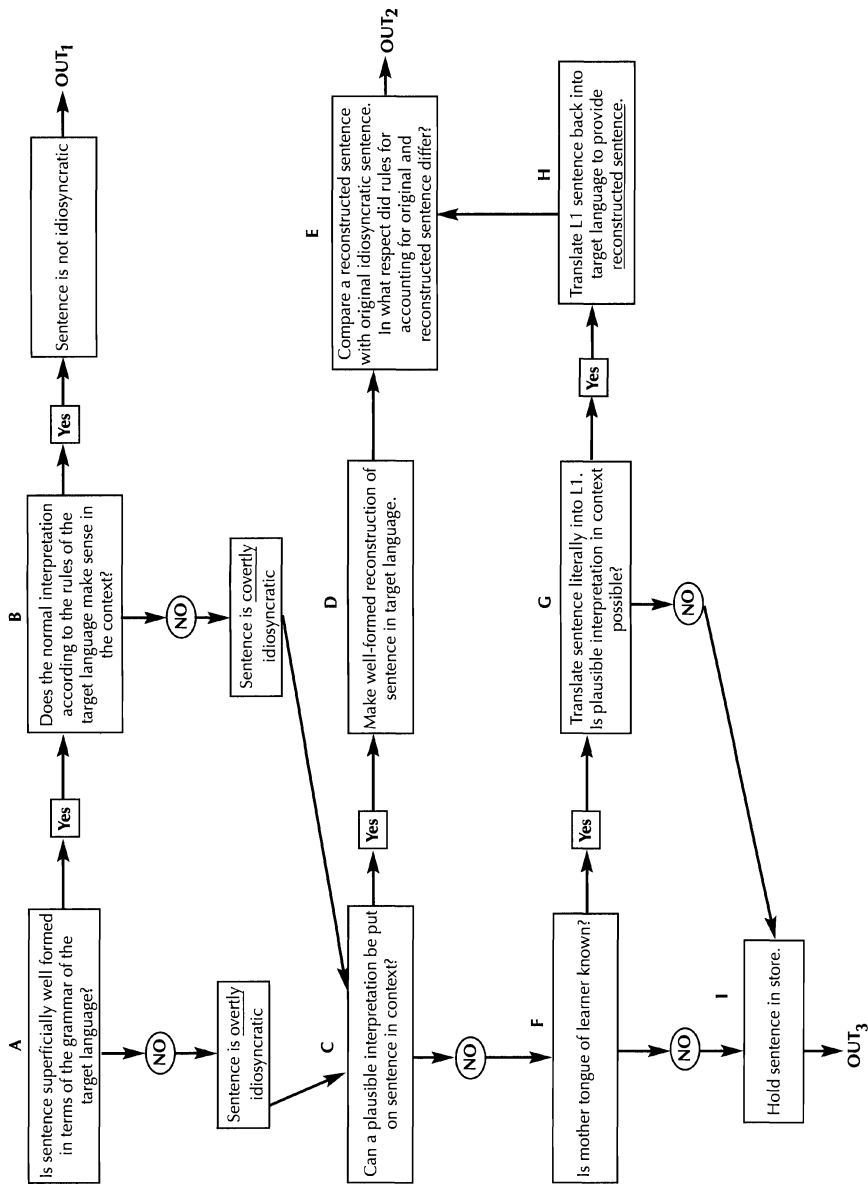 A
Is sentence superficially well formed
in terms of the grammar of the
target language?
Yes
B
Does the normal interpretation
according to the rules of the
target language make sense in
the context?
Yes
Sentence is not idiosyncratic
OUT1
NO
Sentence is overtly
idiosyncratic
NO
Sentence is covertly
idiosyncratic
C
Can a plausible interpretation be put
on sentence in context?
Yes
D
Make well-formed reconstruction of
sentence in target language.
E
Compare a reconstructed sentence
with original idiosyncratic sentence.
In what respect did rules for
accounting for original and
reconstructed sentence differ?
OUT2
NO
F
Is mother tongue of learner known?
Yes
G
Translate sentence literally into L1.
Is plausible interpretation in context
possible?
Yes
H
Translate L1 sentence back into
target language to provide
reconstructed sentence.
NO
NO
I
Hold sentence in store.
OUT3